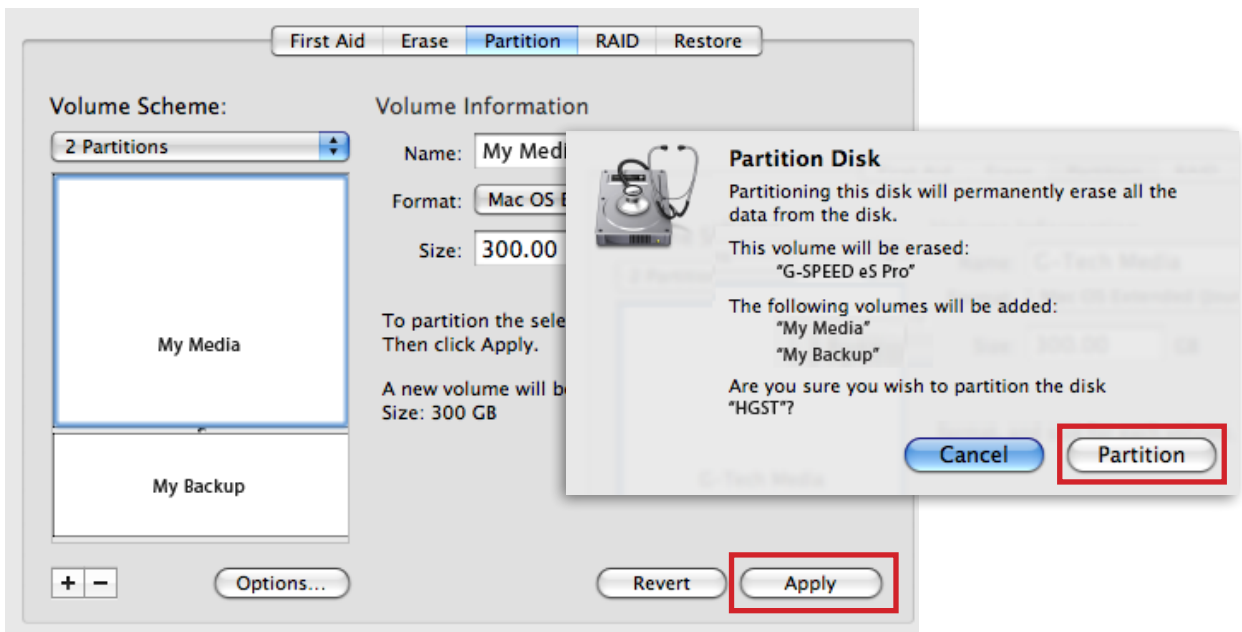 First Aid Erase Partition RAID Restore
Volume Scheme:
2 Partitions
My Media
My Backup
+ −
Options...
Volume Information
Name: My Medi
Format: Mac OS E
Size: 300.00
To partition the sele
Then click Apply.
A new volume will b
Size: 300 GB
Revert
Apply
Partition Disk
Partitioning this disk will permanently erase all the
data from the disk.
This volume will be erased:
“G-SPEED eS Pro”
The following volumes will be added:
“My Media”
“My Backup”
Are you sure you wish to partition the disk
“HGST”?
Cancel
Partition